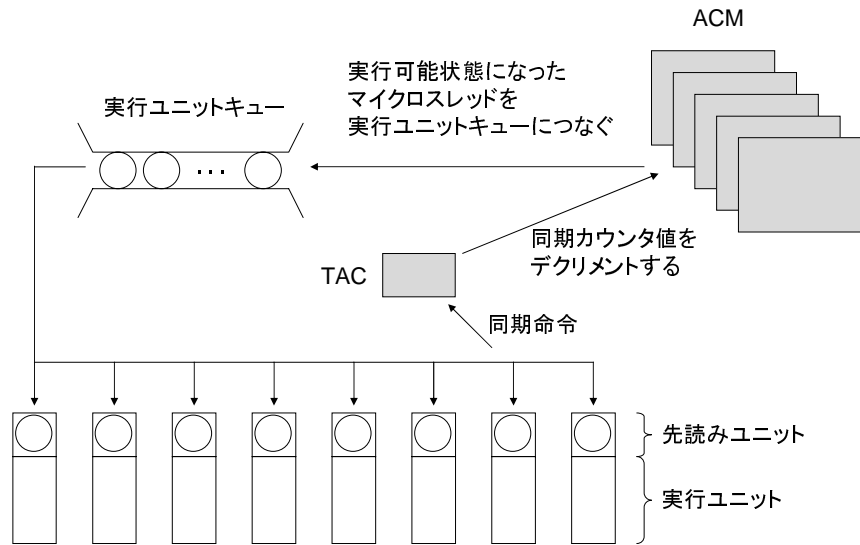 ACM
実行可能状態になった
マイクロスレッドを
実行ユニットキューにつなぐ
実行ユニットキュー
...
同期カウンタ値を
デクリメントする
TAC
同期命令
先読みユニット
実行ユニット